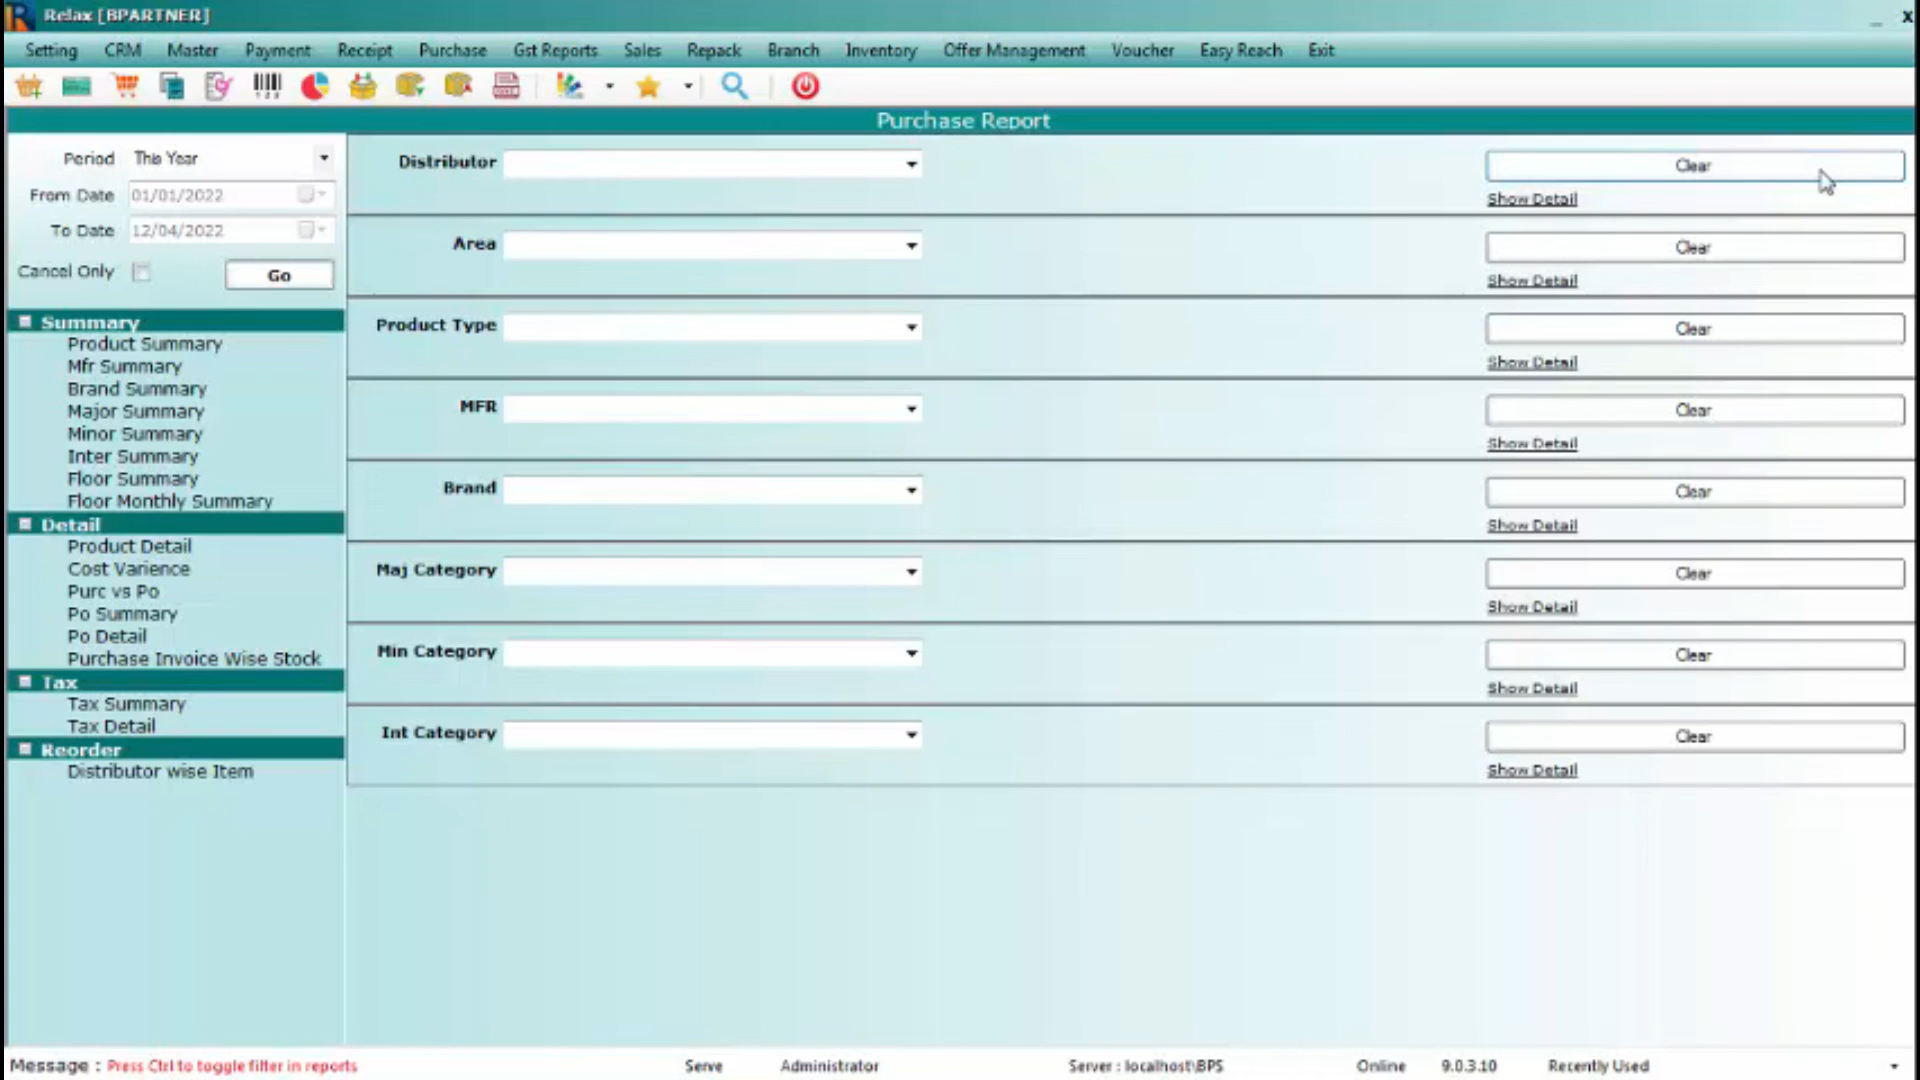 Relax [BPARTNER]
_ X
Setting CRM Master Payment Receipt Purchase Gst Reports Sales Repack Branch Inventory Offer Management Voucher Easy Reach Exit
Purchase Report
Period This Year
From Date 01/01/2022
To Date 12/04/2022
Cancel Only Go
Summary
Product Summary
Mfr Summary
Brand Summary
Major Summary
Minor Summary
Inter Summary
Floor Summary
Floor Monthly Summary
Detail
Product Detail
Cost Varience
Purc vs Po
Po Summary
Po Detail
Purchase Invoice Wise Stock
Tax
Tax Summary
Tax Detail
Reorder
Distributor wise Item
Distributor Clear
Show Detail
Area Clear
Show Detail
Product Type Clear
Show Detail
MFR Clear
Show Detail
Brand Clear
Show Detail
Maj Category Clear
Show Detail
Min Category Clear
Show Detail
Int Category Clear
Show Detail
Message : Press Ctrl to toggle filter in reports Serve Administrator Server : localhost\BPS Online 9.0.3.10 Recently Used